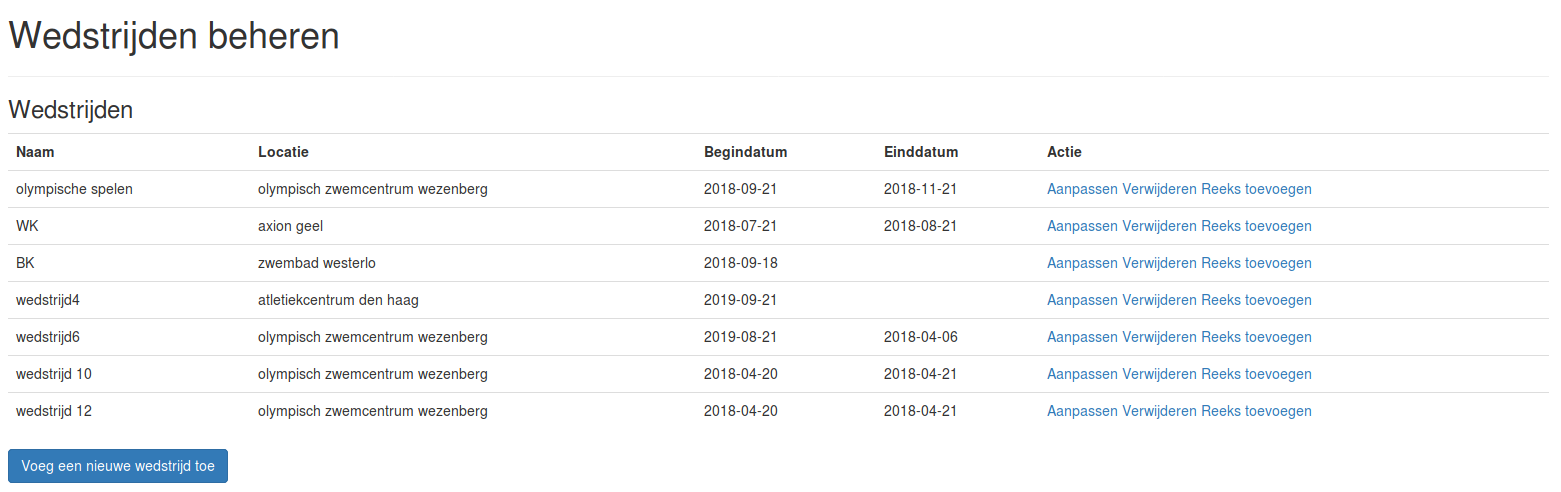 Wedstrijden beheren
Wedstrijden
Naam Locatie Begindatum Einddatum Actie
olympische spelen olympisch zwemcentrum wezenberg 2018-09-21 2018-11-21 Aanpassen Verwijderen Reeks toevoegen
WK axion geel 2018-07-21 2018-08-21 Aanpassen Verwijderen Reeks toevoegen
BK zwembad westerlo 2018-09-18 Aanpassen Verwijderen Reeks toevoegen
wedstrijd4 atletiekcentrum den haag 2019-09-21 Aanpassen Verwijderen Reeks toevoegen
wedstrijd6 olympisch zwemcentrum wezenberg 2019-08-21 2018-04-06 Aanpassen Verwijderen Reeks toevoegen
wedstrijd 10 olympisch zwemcentrum wezenberg 2018-04-20 2018-04-21 Aanpassen Verwijderen Reeks toevoegen
wedstrijd 12 olympisch zwemcentrum wezenberg 2018-04-20 2018-04-21 Aanpassen Verwijderen Reeks toevoegen
Voeg een nieuwe wedstrijd toe